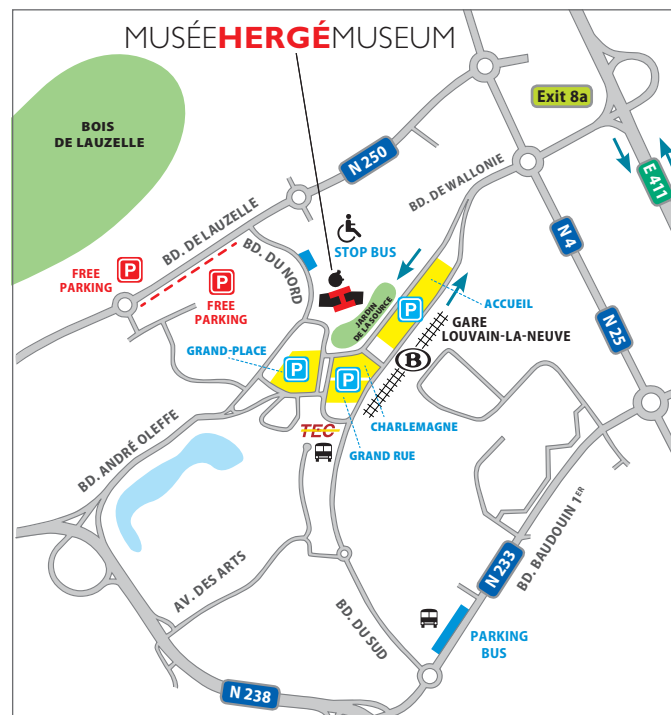 MUSÉEHERGÉMUSEUM
Exit 8a
BOIS
DE LAUZELLE
N 250
E 411
BD. DE WALLONIE
BD. DE LAUZELLE
BD. DU NORD
STOP BUS
N 4
FREE
PARKING
P
P
FREE
PARKING
JARDIN
DE LA SOURCE
P
ACCUEIL
GARE
LOUVAIN-LA-NEUVE
N 25
GRAND-PLACE
P
P
B
CHARLEMAGNE
TEC
GRAND RUE
BD. ANDRÉ OLEFFE
AV. DES ARTS
BD. DU SUD
N 233
BD. BAUDOUIN 1ER
PARKING
BUS
N 238